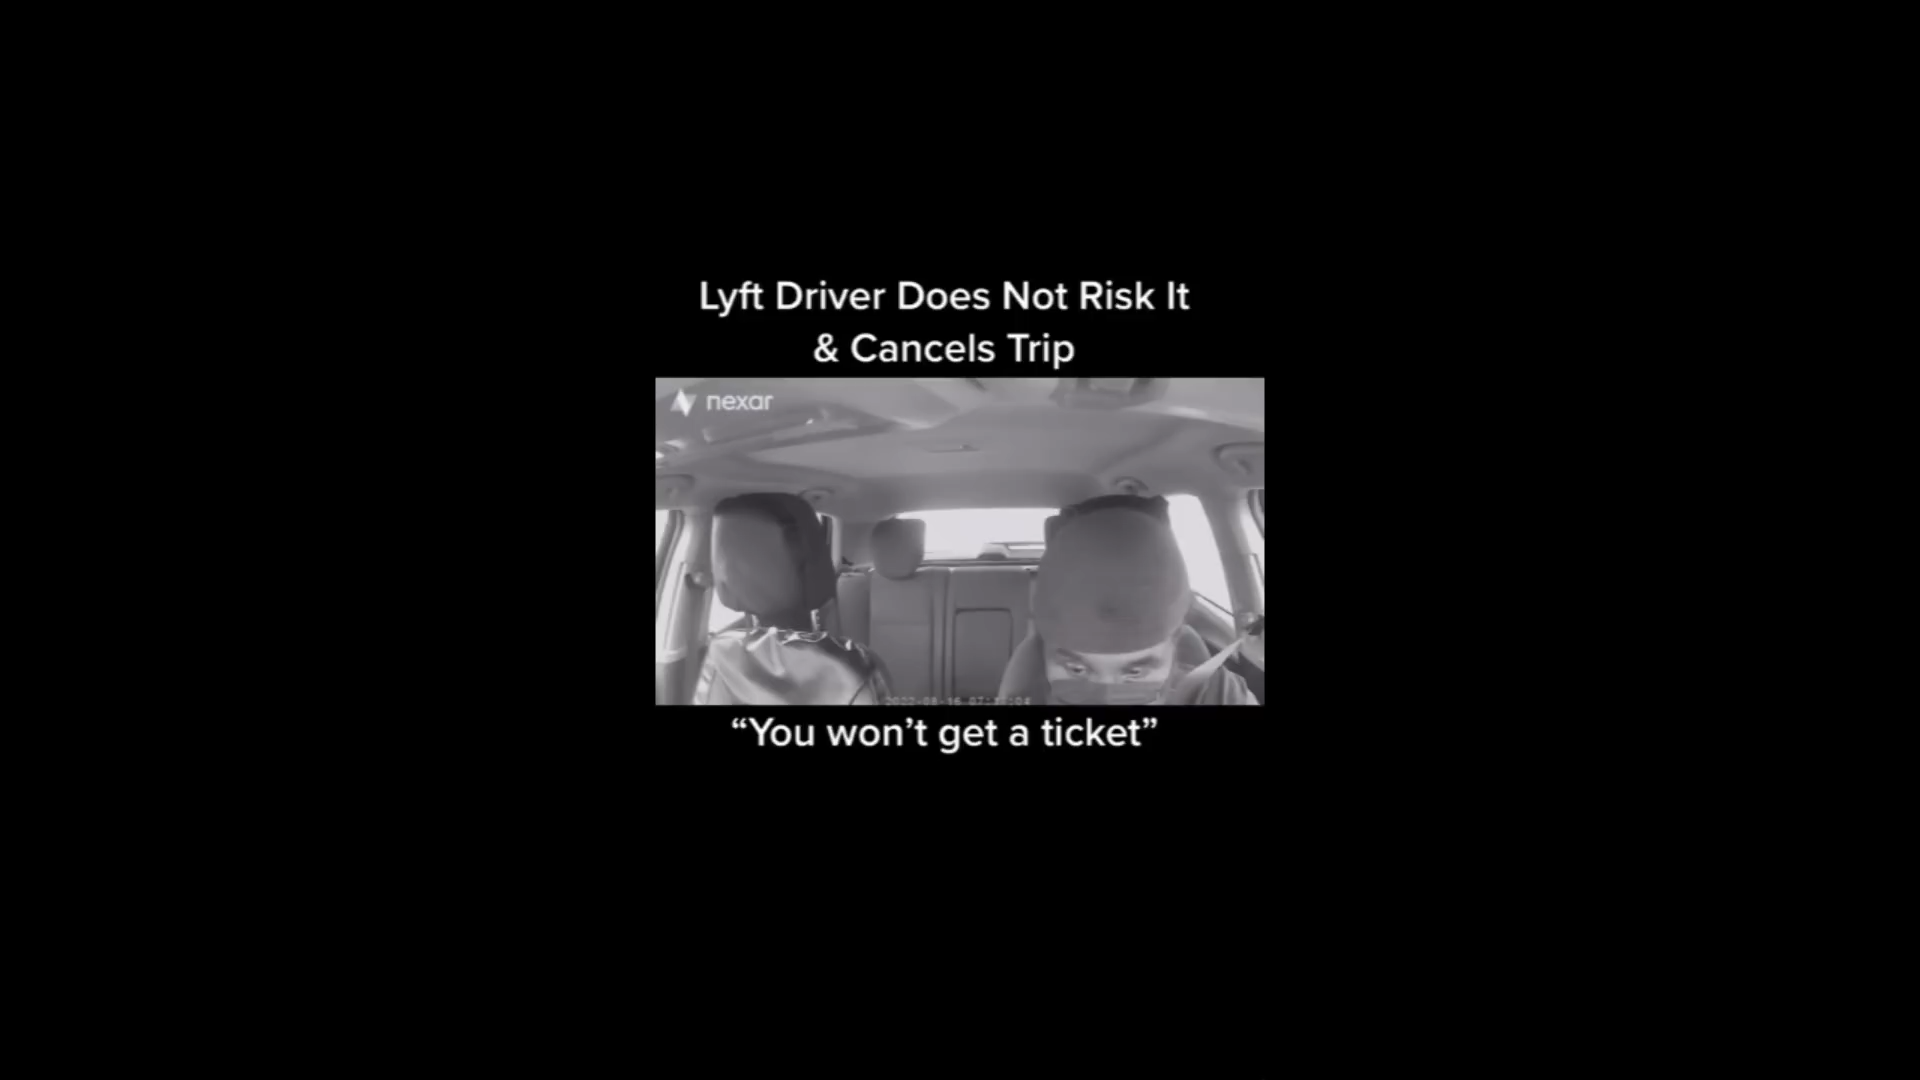 Lyft Driver Does Not Risk It
& Cancels Trip
nexar
“You won’t get a ticket”